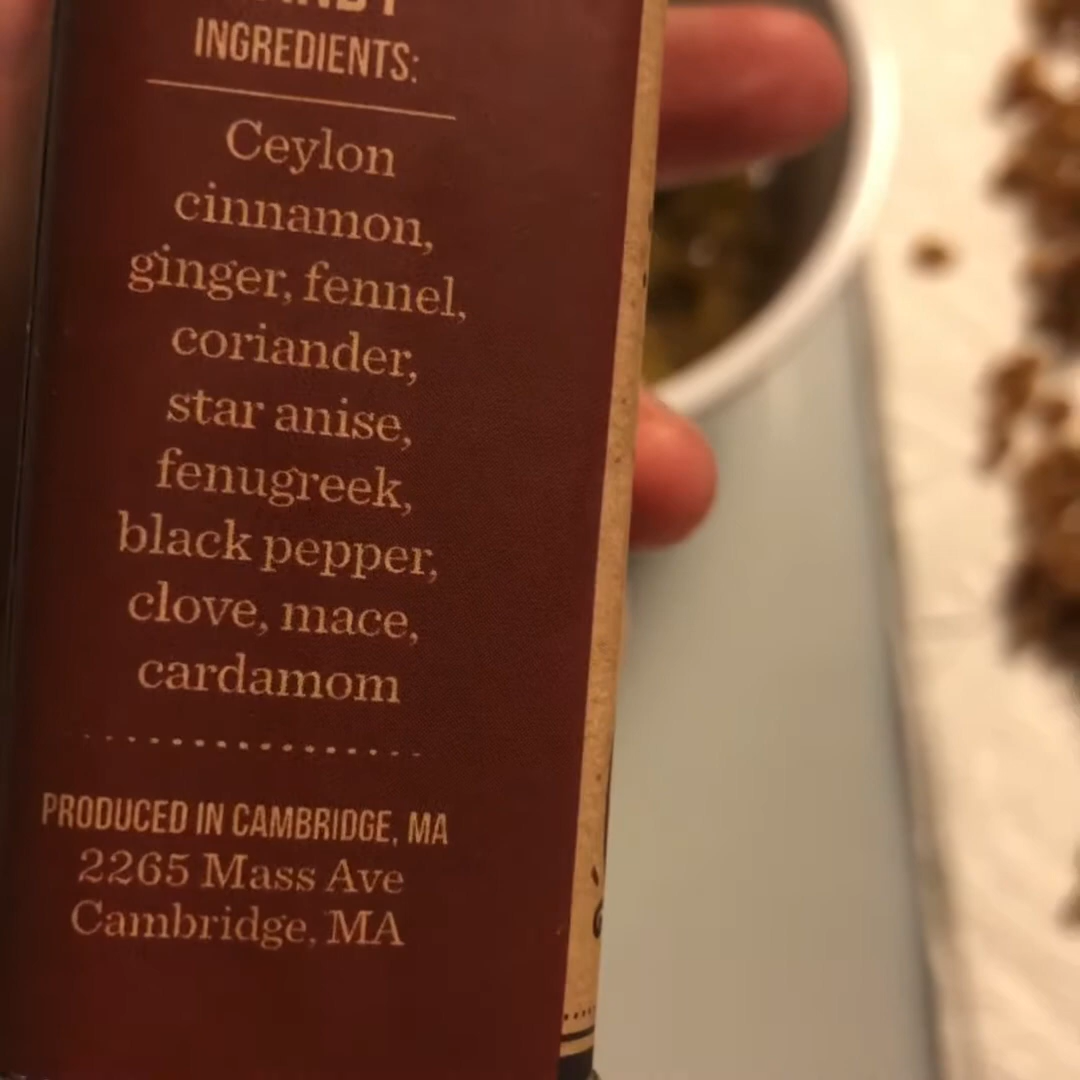 INGREDIENTS:
Ceylon
cinnamon,
ginger, fennel,
coriander,
star anise,
fenugreek,
black pepper,
clove, mace,
cardamom
PRODUCED IN CAMBRIDGE, MA
2265 Mass Ave
Cambridge, MA